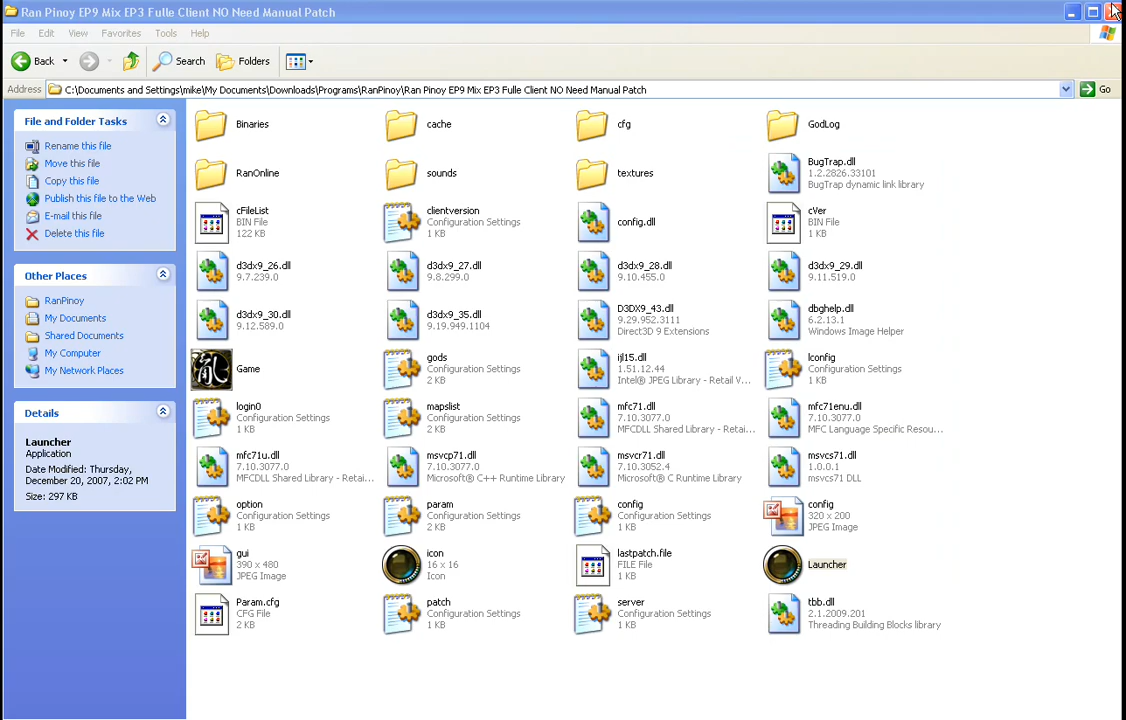 Ran Pinoy EP9 Mix EP3 Fulle Client NO Need Manual Patch
File Edit View Favorites Tools Help
Back Search Folders
Address C:\Documents and Settings\mike\My Documents\Downloads\Programs\RanPinoy\Ran Pinoy EP9 Mix EP3 Fulle Client NO Need Manual Patch Go
File and Folder Tasks
Rename this file
Move this file
Copy this file
Publish this file to the Web
E-mail this file
Delete this file
Other Places
RanPinoy
My Documents
Shared Documents
My Computer
My Network Places
Details
Launcher
Application
Date Modified: Thursday,
December 20, 2007, 2:02 PM
Size: 297 KB
Binaries
cache
cfg
GodLog
RanOnline
sounds
textures
BugTrap.dll
1.2.2826.33101
BugTrap dynamic link library
cFileList
BIN File
122 KB
clientversion
Configuration Settings
1 KB
config.dll
cVer
BIN File
1 KB
d3dx9_26.dll
9.7.239.0
d3dx9_27.dll
9.8.299.0
d3dx9_28.dll
9.10.455.0
d3dx9_29.dll
9.11.519.0
d3dx9_30.dll
9.12.589.0
d3dx9_35.dll
9.19.949.1104
D3DX9_43.dll
9.29.952.3111
Direct3D 9 Extensions
dbghelp.dll
6.2.13.1
Windows Image Helper
亂
Game
gods
Configuration Settings
2 KB
ijl15.dll
1.51.12.44
Intel® JPEG Library - Retail V...
lconfig
Configuration Settings
1 KB
login0
Configuration Settings
1 KB
mapslist
Configuration Settings
2 KB
mfc71.dll
7.10.3077.0
MFCDLL Shared Library - Retai...
mfc71enu.dll
7.10.3077.0
MFC Language Specific Resou...
mfc71u.dll
7.10.3077.0
MFCDLL Shared Library - Retai...
msvcp71.dll
7.10.3077.0
Microsoft® C++ Runtime Library
msvcr71.dll
7.10.3052.4
Microsoft® C Runtime Library
msvcs71.dll
1.0.0.1
msvcs71 DLL
option
Configuration Settings
1 KB
param
Configuration Settings
2 KB
config
Configuration Settings
1 KB
config
320 x 200
JPEG Image
gui
390 x 480
JPEG Image
icon
16 x 16
Icon
lastpatch.file
FILE File
1 KB
Launcher
Param.cfg
CFG File
2 KB
patch
Configuration Settings
1 KB
server
Configuration Settings
1 KB
tbb.dll
2.1.2009.201
Threading Building Blocks library